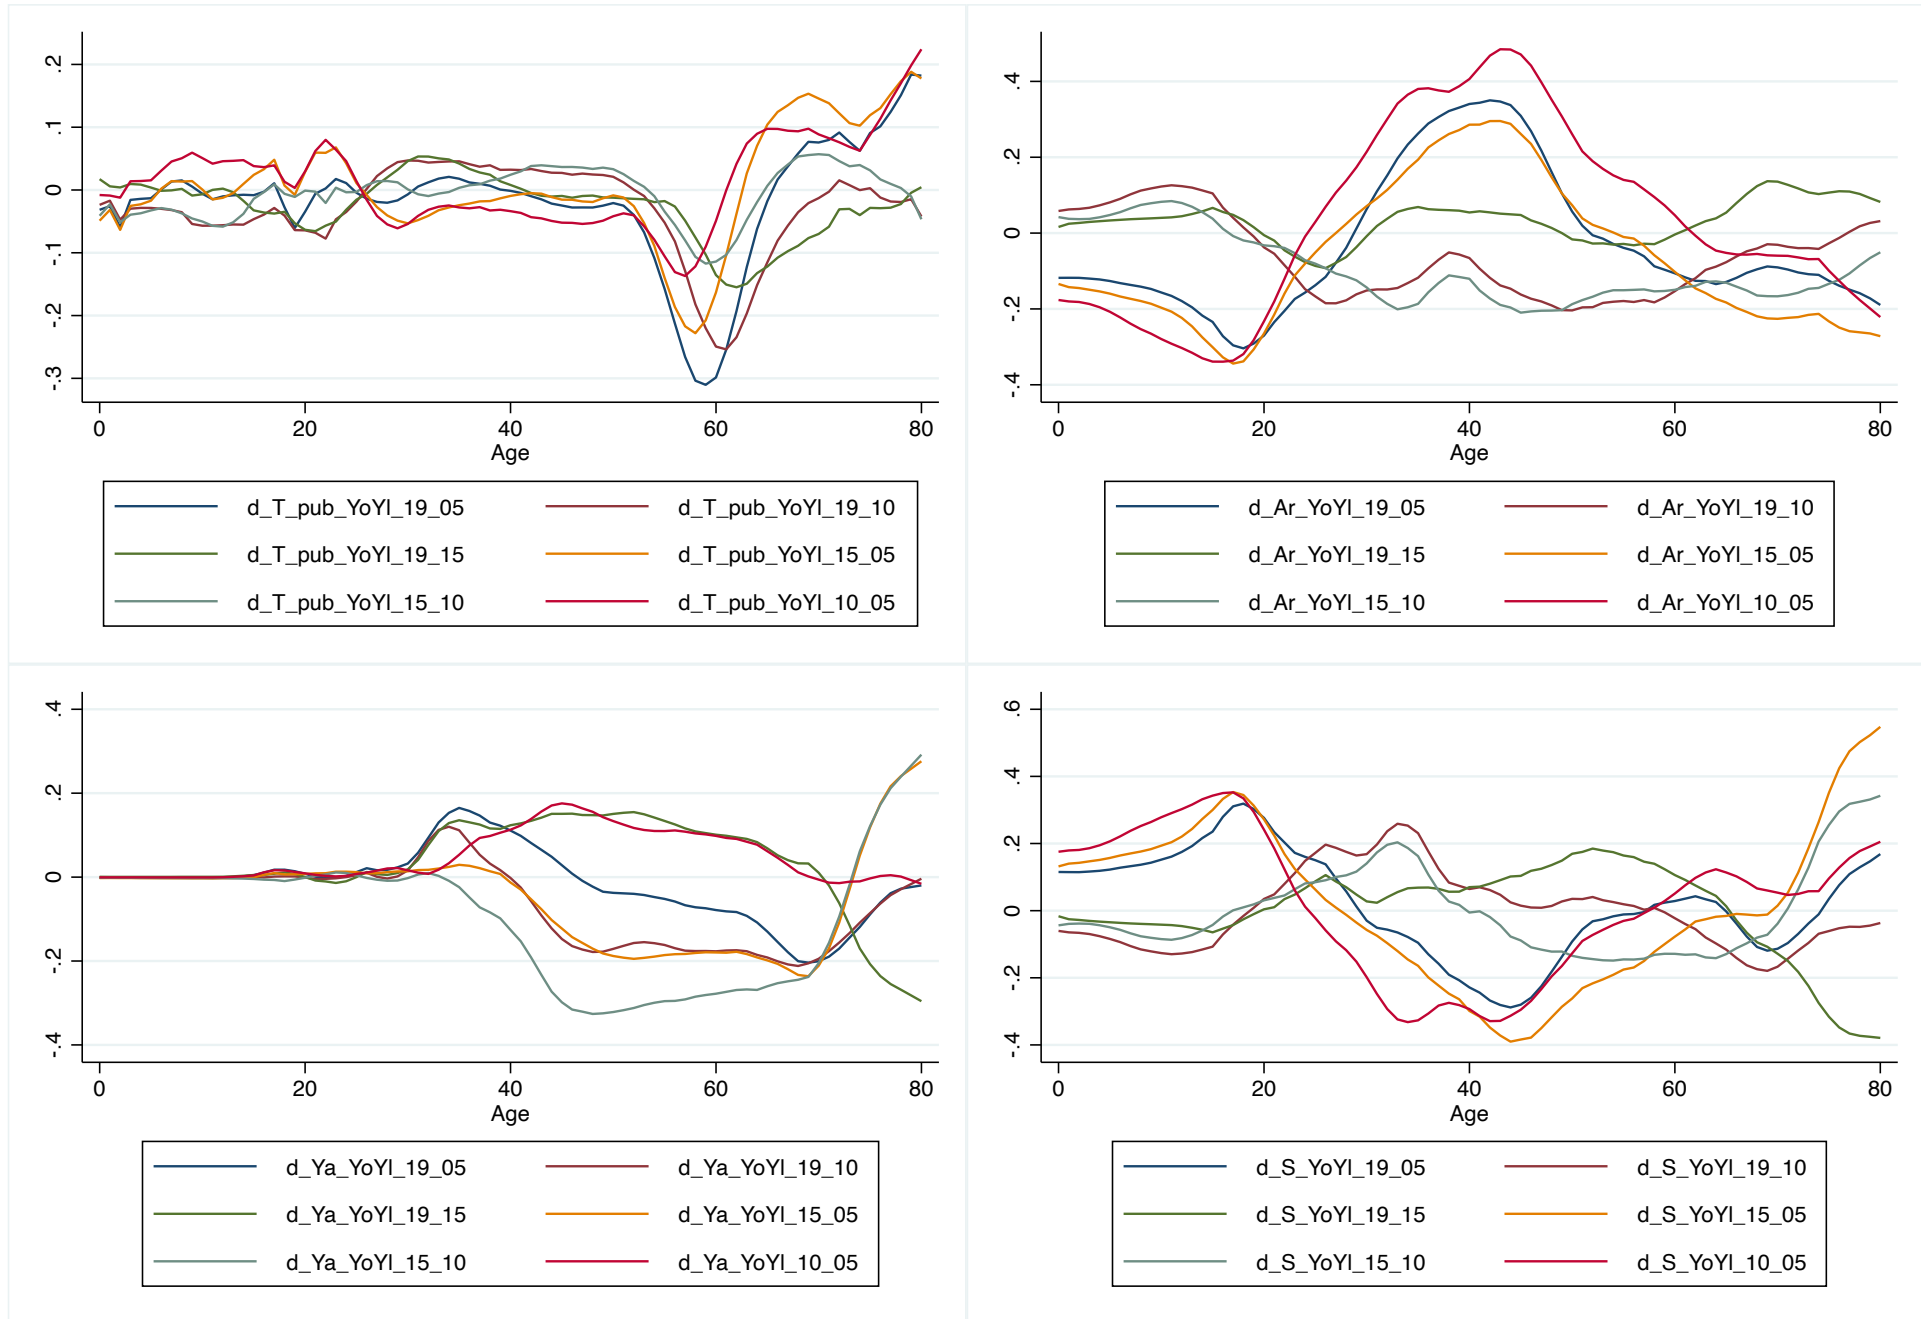 .2
.1
0
-.1
-.2
-.3
0 20 40 60 80
Age
d_T_pub_YoYl_19_05 d_T_pub_YoYl_19_10
d_T_pub_YoYl_19_15 d_T_pub_YoYl_15_05
d_T_pub_YoYl_15_10 d_T_pub_YoYl_10_05
.4
.2
0
-.2
-.4
0 20 40 60 80
Age
d_Ar_YoYl_19_05 d_Ar_YoYl_19_10
d_Ar_YoYl_19_15 d_Ar_YoYl_15_05
d_Ar_YoYl_15_10 d_Ar_YoYl_10_05
.4
.2
0
-.2
-.4
0 20 40 60 80
Age
d_Ya_YoYl_19_05 d_Ya_YoYl_19_10
d_Ya_YoYl_19_15 d_Ya_YoYl_15_05
d_Ya_YoYl_15_10 d_Ya_YoYl_10_05
.6
.4
.2
0
-.2
-.4
0 20 40 60 80
Age
d_S_YoYl_19_05 d_S_YoYl_19_10
d_S_YoYl_19_15 d_S_YoYl_15_05
d_S_YoYl_15_10 d_S_YoYl_10_05